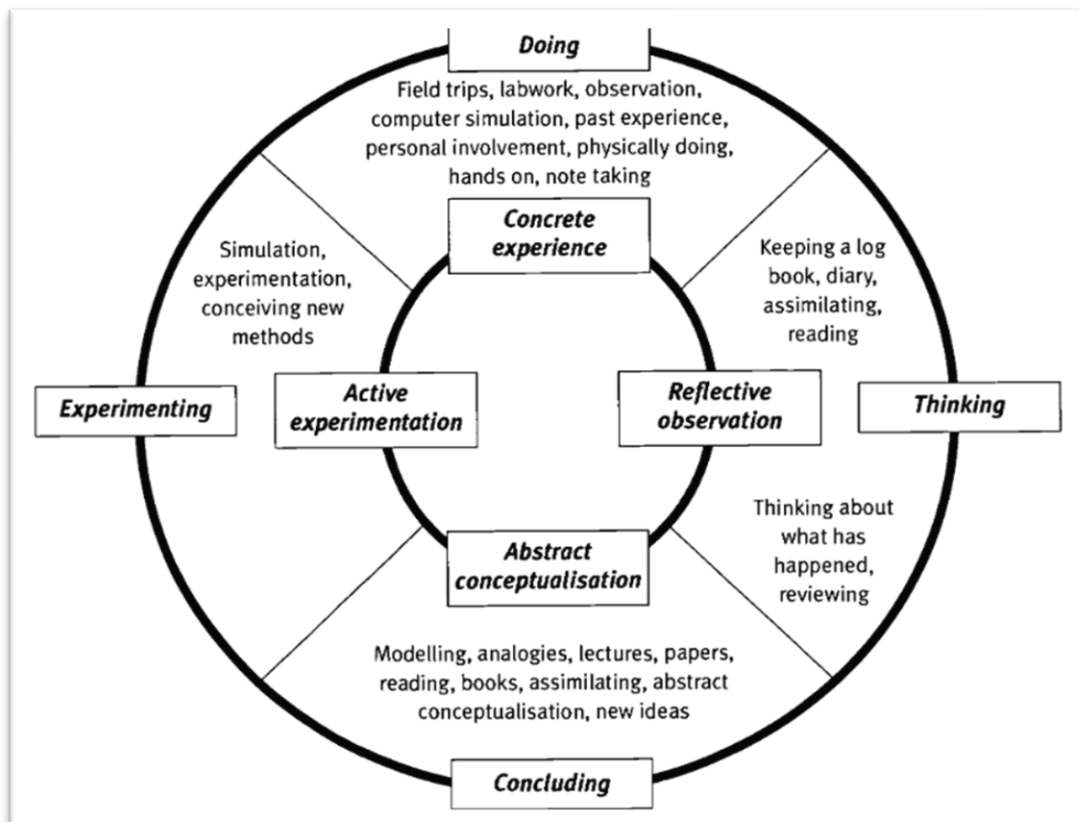 Doing
Field trips, labwork, observation,
computer simulation, past experience,
personal involvement, physically doing,
hands on, note taking
Concrete
experience
Simulation,
experimentation,
conceiving new
methods
Keeping a log
book, diary,
assimilating,
reading
Experimenting
Active
experimentation
Reflective
observation
Thinking
Thinking about
what has
happened,
reviewing
Abstract
conceptualisation
Modelling, analogies, lectures, papers,
reading, books, assimilating, abstract
conceptualisation, new ideas
Concluding